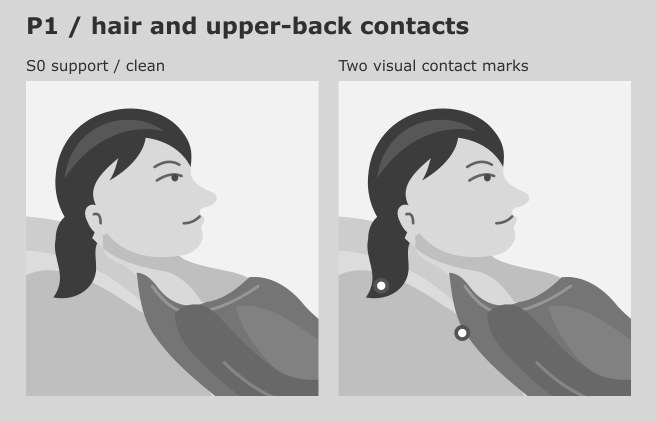 P1 / hair and upper-back contacts
S0 support / clean
Two visual contact marks